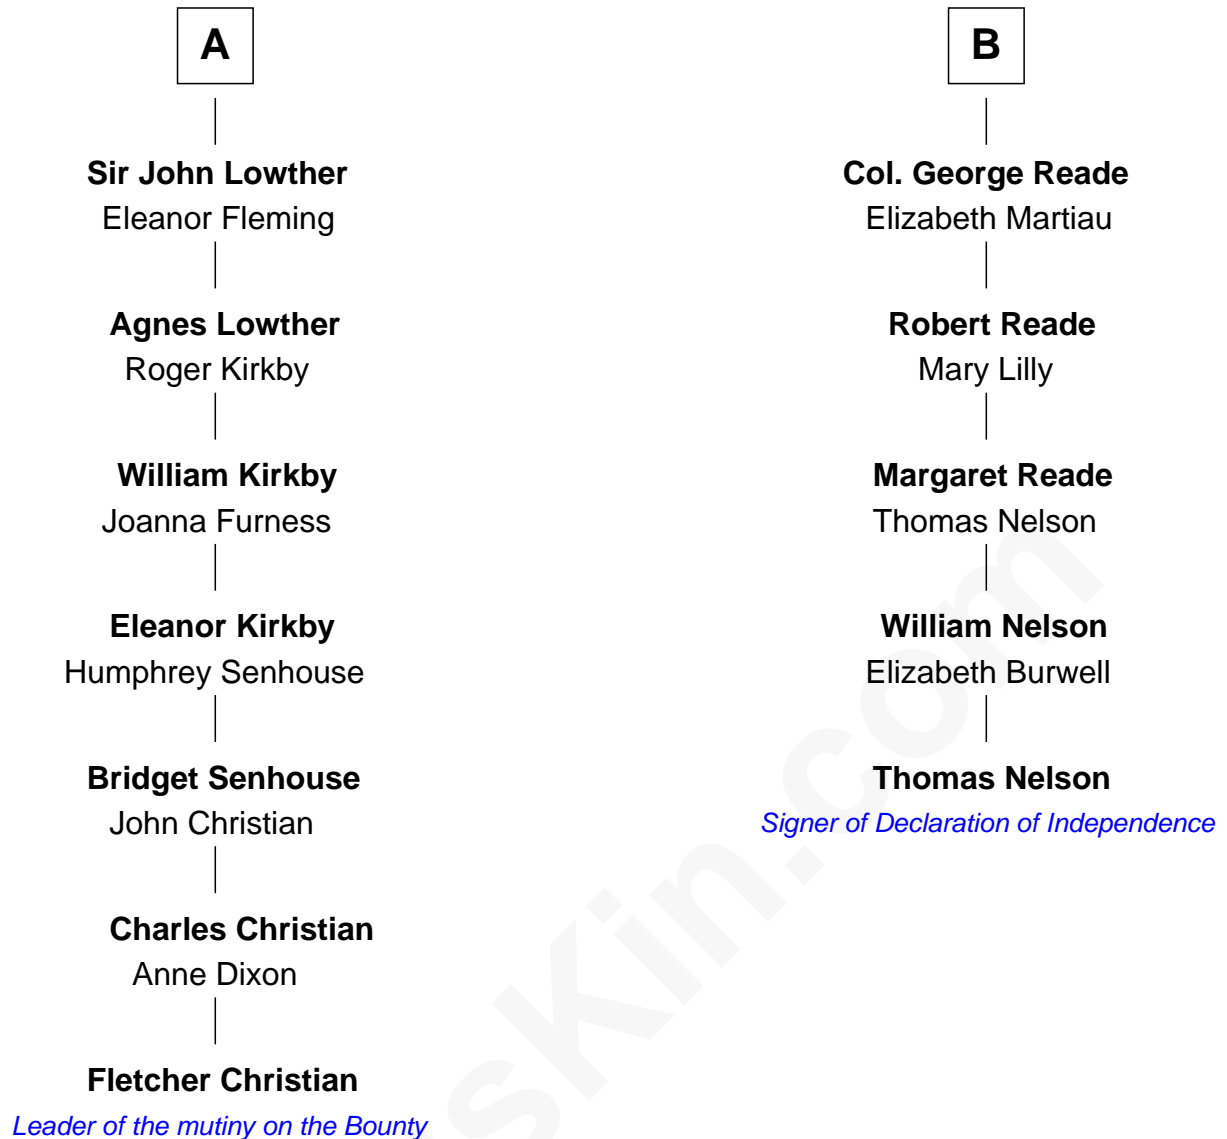 A
Sir John Lowther
Eleanor Fleming
Agnes Lowther
Roger Kirkby
William Kirkby
Joanna Furness
Eleanor Kirkby
Humphrey Senhouse
Bridget Senhouse
John Christian
Charles Christian
Anne Dixon
Fletcher Christian
Leader of the mutiny on the Bounty
B
Col. George Reade
Elizabeth Martiau
Robert Reade
Mary Lilly
Margaret Reade
Thomas Nelson
William Nelson
Elizabeth Burwell
Thomas Nelson
Signer of Declaration of Independence
sKin.com